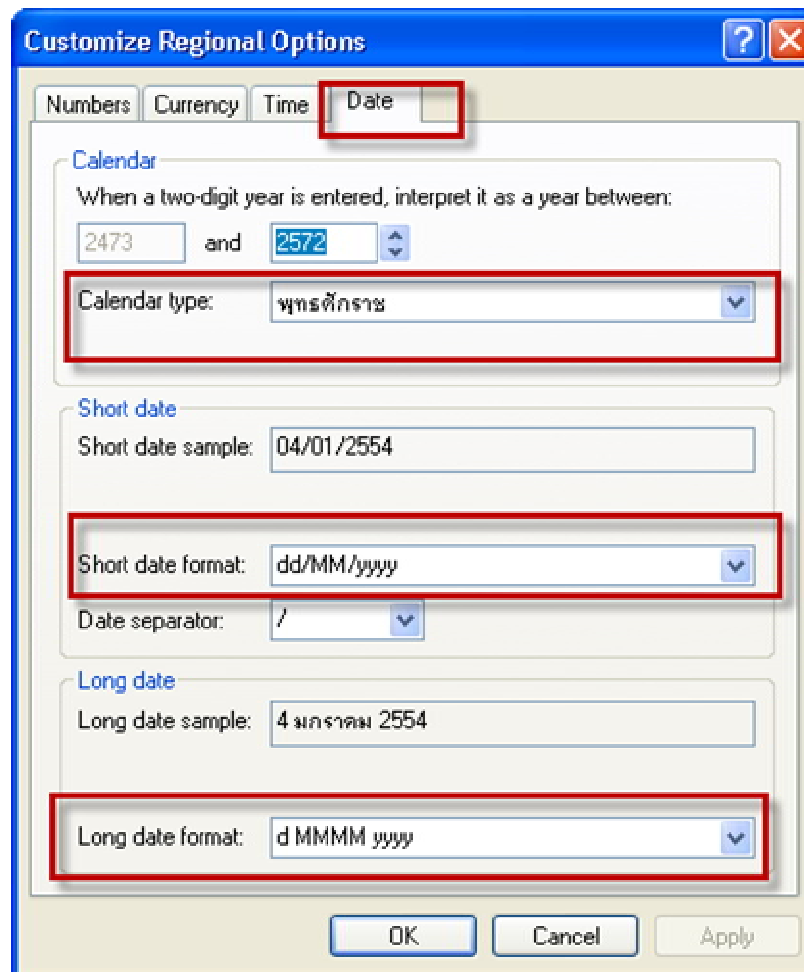 Customize Regional Options
Numbers Currency Time Date
Calendar
When a two-digit year is entered, interpret it as a year between:
2473 and 2572
Calendar type: พุทธศักราช
Short date
Short date sample: 04/01/2554
Short date format: dd/MM/yyyy
Date separator: /
Long date
Long date sample: 4 มกราคม 2554
Long date format: d MMMM yyyy
OK Cancel Apply